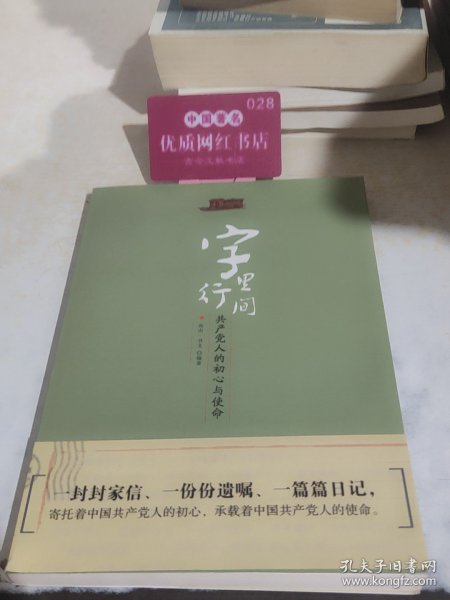 028
中国著名
优质网红书店
字里行间
共产党人的初心与使命
编著
一封封家信、一份份遗嘱、一篇篇日记，
寄托着中国共产党人的初心，承载着中国共产党人的使命。
孔夫子旧书网
www.kongfz.com